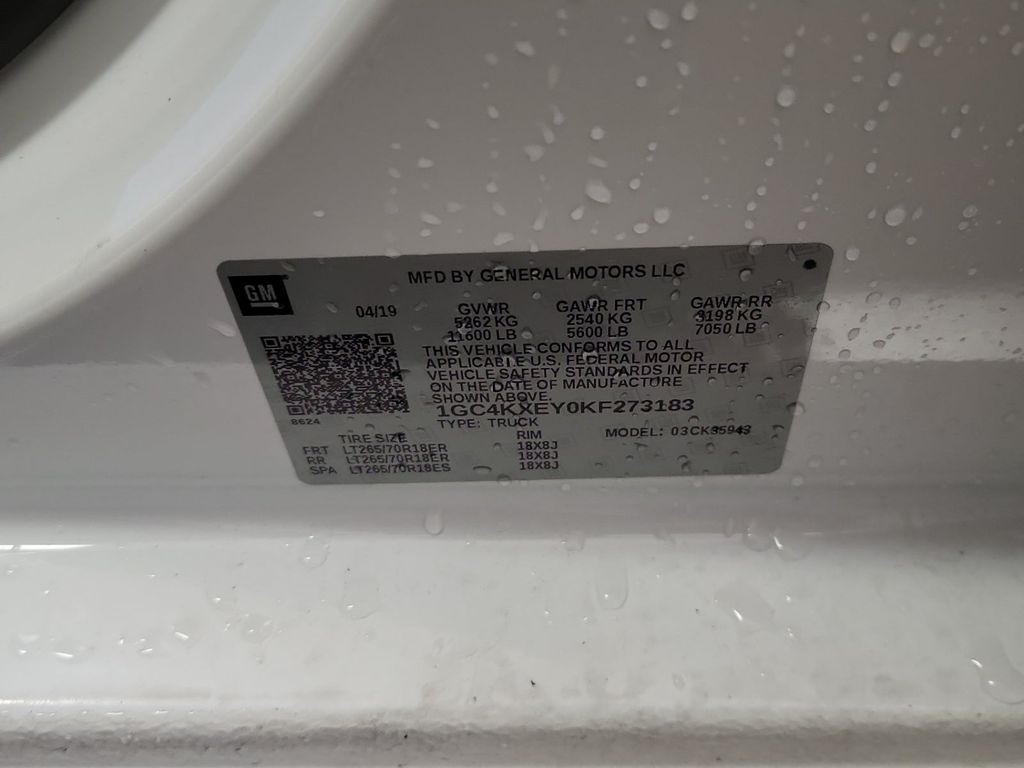 GM
MFD BY GENERAL MOTORS LLC
04/19
GVWR GAWR FRT GAWR RR
5262 KG 2540 KG 3198 KG
11600 LB 5600 LB 7050 LB
THIS VEHICLE CONFORMS TO ALL
APPLICABLE U.S. FEDERAL MOTOR
VEHICLE SAFETY STANDARDS IN EFFECT
ON THE DATE OF MANUFACTURE
SHOWN ABOVE.
8624
1GC4KXEY0KF273183
TYPE: TRUCK MODEL: 03CK35943
TIRE SIZE RIM
FRT LT265/70R18ER 18X8J
RR LT265/70R18ER 18X8J
SPA LT265/70R18ES 18X8J